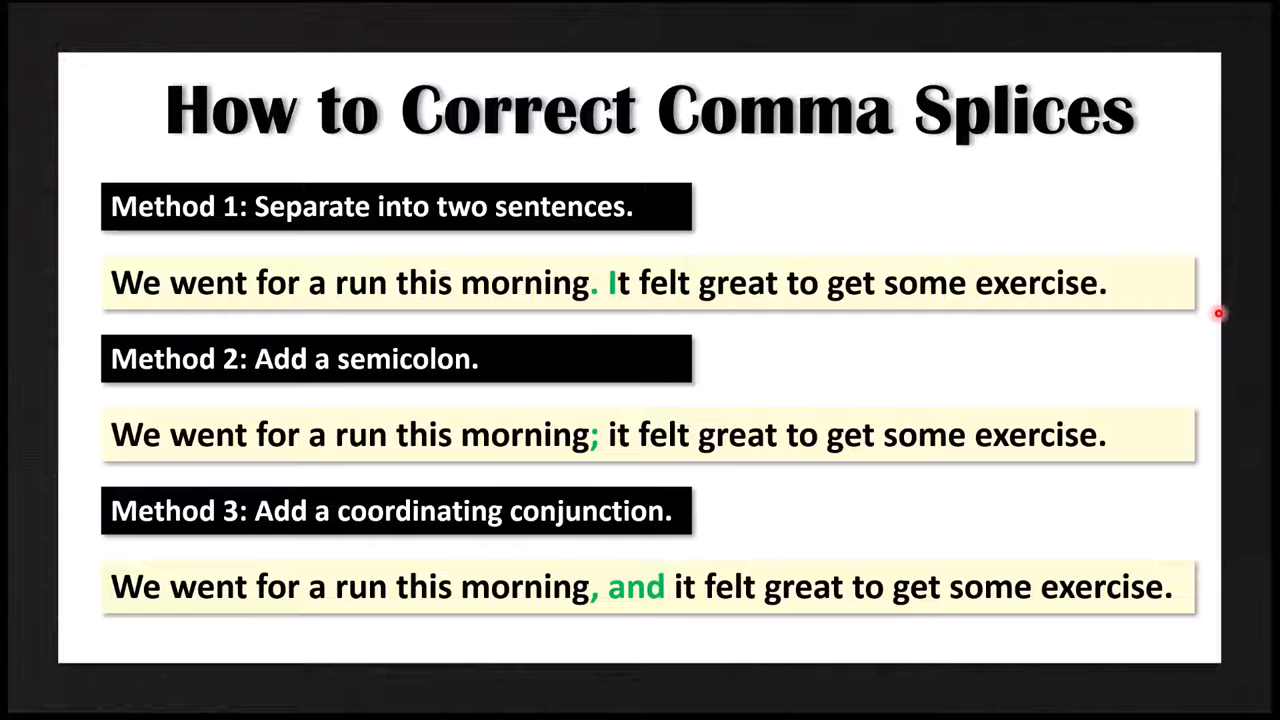 How to Correct Comma Splices
Method 1: Separate into two sentences.
We went for a run this morning. It felt great to get some exercise.
Method 2: Add a semicolon.
We went for a run this morning; it felt great to get some exercise.
Method 3: Add a coordinating conjunction.
We went for a run this morning, and it felt great to get some exercise.